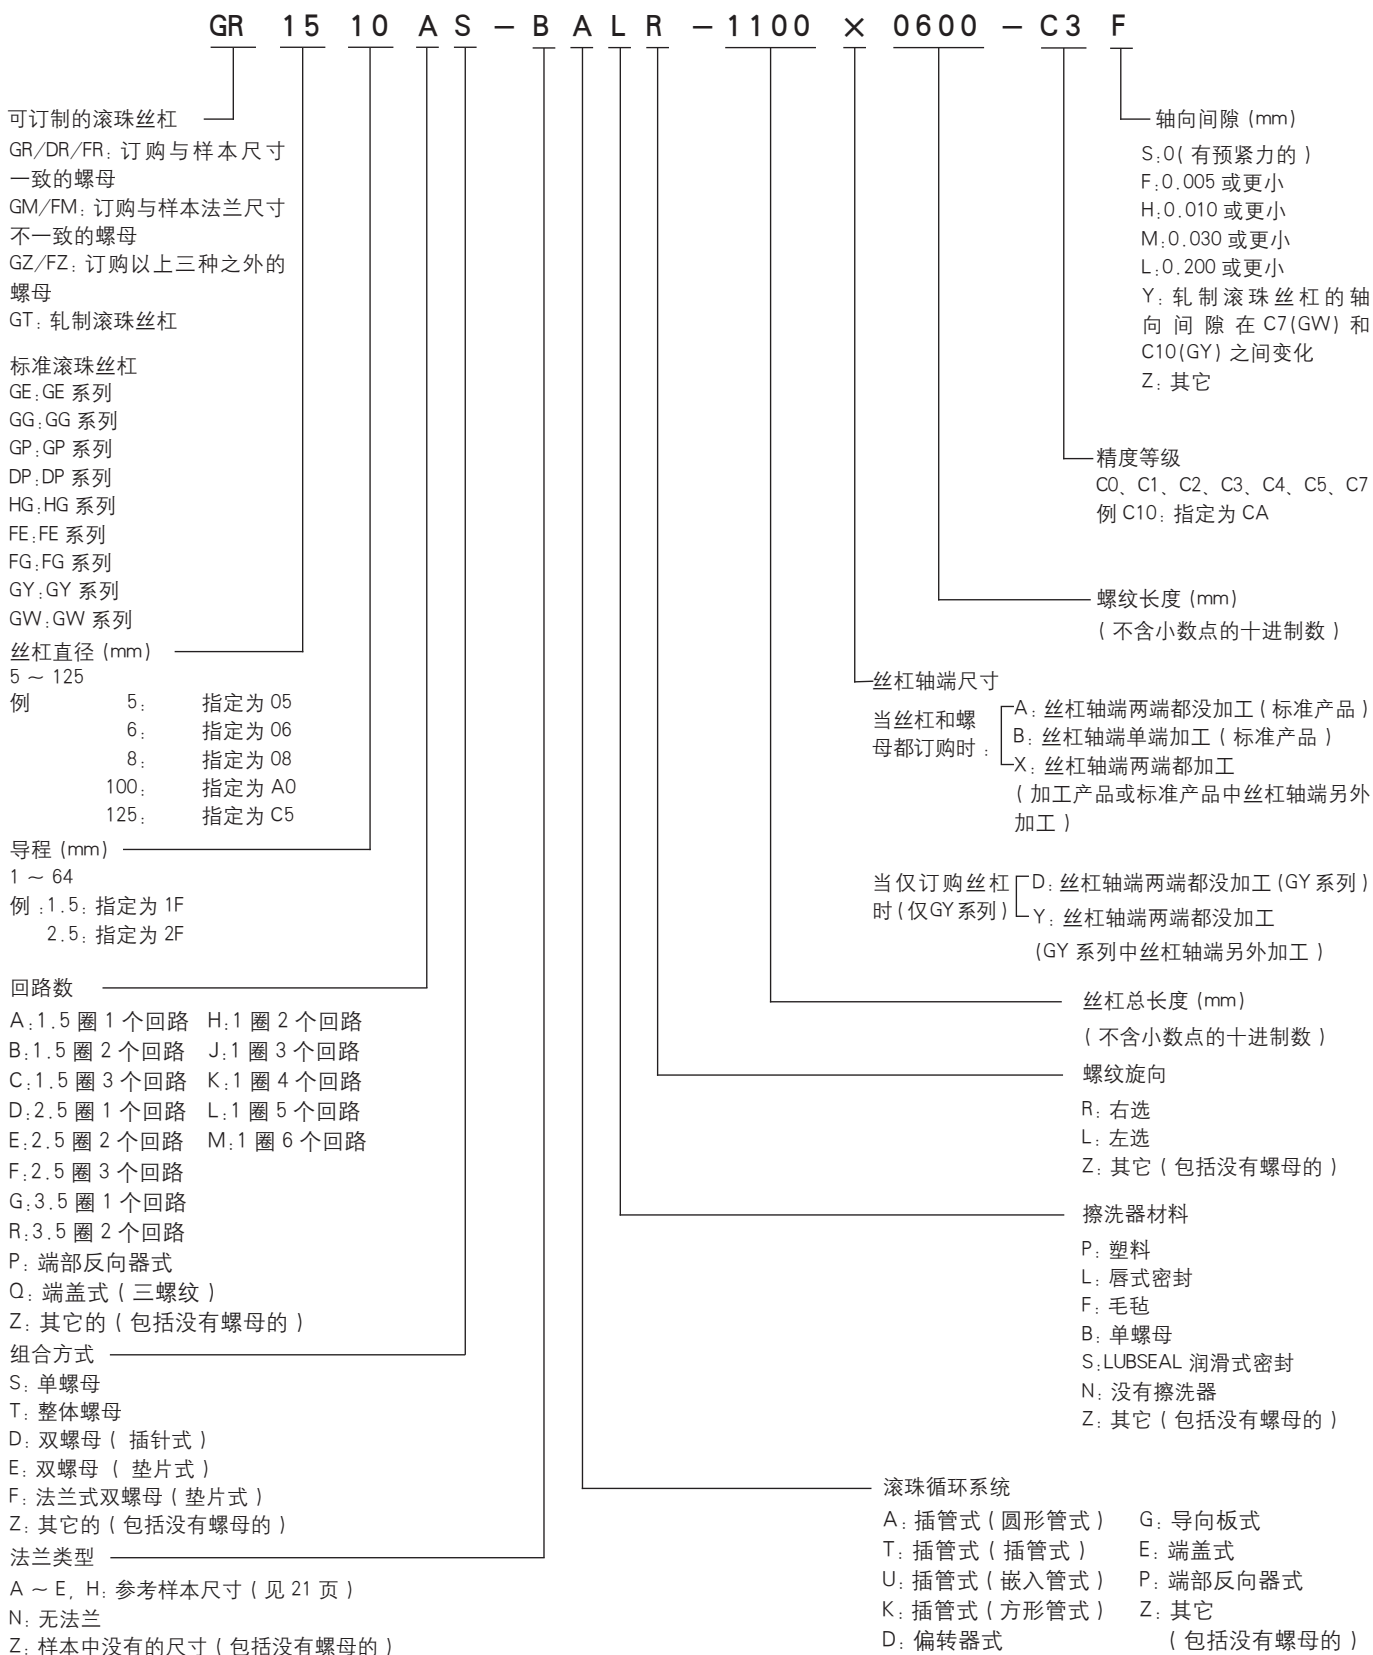 GR 15 10 A S – B A L R – 1100 × 0600 – C3 F
可订制的滚珠丝杠
GR/DR/FR: 订购与样本尺寸
一致的螺母
GM/FM: 订购与样本法兰尺寸
不一致的螺母
GZ/FZ: 订购以上三种之外的
螺母
GT: 轧制滚珠丝杠
标准滚珠丝杠
GE:GE 系列
GG:GG 系列
GP:GP 系列
DP:DP 系列
HG:HG 系列
FE:FE 系列
FG:FG 系列
GY:GY 系列
GW:GW 系列
丝杠直径 (mm)
5 ~ 125
例 5: 指定为 05
6: 指定为 06
8: 指定为 08
100: 指定为 A0
125: 指定为 C5
导程 (mm)
1 ~ 64
例 :1.5: 指定为 1F
2.5: 指定为 2F
回路数
A:1.5 圈 1 个回路 H:1 圈 2 个回路
B:1.5 圈 2 个回路 J:1 圈 3 个回路
C:1.5 圈 3 个回路 K:1 圈 4 个回路
D:2.5 圈 1 个回路 L:1 圈 5 个回路
E:2.5 圈 2 个回路 M:1 圈 6 个回路
F:2.5 圈 3 个回路
G:3.5 圈 1 个回路
R:3.5 圈 2 个回路
P: 端部反向器式
Q: 端盖式 ( 三螺纹 )
Z: 其它的 ( 包括没有螺母的 )
组合方式
S: 单螺母
T: 整体螺母
D: 双螺母 ( 插针式 )
E: 双螺母 ( 垫片式 )
F: 法兰式双螺母 ( 垫片式 )
Z: 其它的 ( 包括没有螺母的 )
法兰类型
A ~ E, H: 参考样本尺寸 ( 见 21 页 )
N: 无法兰
Z: 样本中没有的尺寸 ( 包括没有螺母的 )
轴向间隙 (mm)
S:0( 有预紧力的 )
F:0.005 或更小
H:0.010 或更小
M:0.030 或更小
L:0.200 或更小
Y: 轧制滚珠丝杠的轴
向间隙在 C7(GW) 和
C10(GY) 之间变化
Z: 其它
精度等级
C0、C1、C2、C3、C4、C5、C7
例 C10: 指定为 CA
螺纹长度 (mm)
( 不含小数点的十进制数 )
丝杠轴端尺寸
当丝杠和螺
母都订购时 :
A: 丝杠轴端两端都没加工 ( 标准产品 )
B: 丝杠轴端单端加工 ( 标准产品 )
X: 丝杠轴端两端都加工
( 加工产品或标准产品中丝杠轴端另外
加工 )
当仅订购丝杠
时 ( 仅GY系列 )
D: 丝杠轴端两端都没加工 (GY 系列 )
Y: 丝杠轴端两端都没加工
(GY 系列中丝杠轴端另外加工 )
丝杠总长度 (mm)
( 不含小数点的十进制数 )
螺纹旋向
R: 右选
L: 左选
Z: 其它 ( 包括没有螺母的 )
擦洗器材料
P: 塑料
L: 唇式密封
F: 毛毡
B: 单螺母
S:LUBSEAL 润滑式密封
N: 没有擦洗器
Z: 其它 ( 包括没有螺母的 )
滚珠循环系统
A: 插管式 ( 圆形管式 ) G: 导向板式
T: 插管式 ( 插管式 ) E: 端盖式
U: 插管式 ( 嵌入管式 ) P: 端部反向器式
K: 插管式 ( 方形管式 ) Z: 其它
D: 偏转器式 ( 包括没有螺母的 )